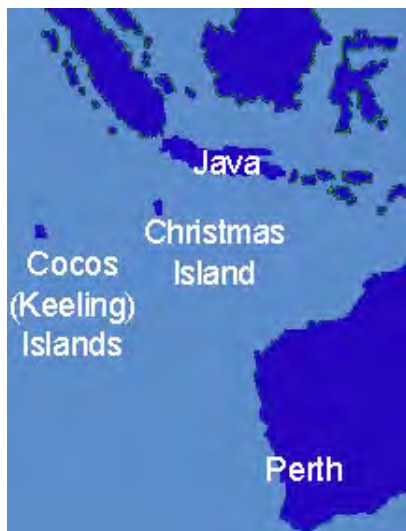 Java
Christmas
Island
Cocos
(Keeling)
Islands
Perth